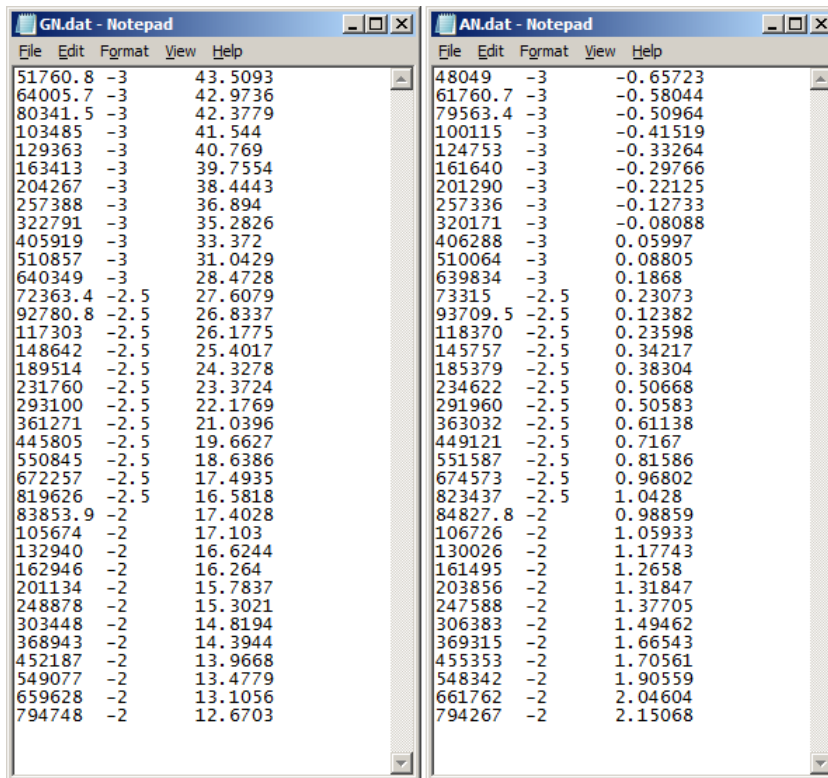 GN.dat - Notepad
File Edit Format View Help
51760.8 -3 43.5093
64005.7 -3 42.9736
80341.5 -3 42.3779
103485 -3 41.544
129363 -3 40.769
163413 -3 39.7554
204267 -3 38.4443
257388 -3 36.894
322791 -3 35.2826
405919 -3 33.372
510857 -3 31.0429
640349 -3 28.4728
72363.4 -2.5 27.6079
92780.8 -2.5 26.8337
117303 -2.5 26.1775
148642 -2.5 25.4017
189514 -2.5 24.3278
231760 -2.5 23.3724
293100 -2.5 22.1769
361271 -2.5 21.0396
445805 -2.5 19.6627
550845 -2.5 18.6386
672257 -2.5 17.4935
819626 -2.5 16.5818
83853.9 -2 17.4028
105674 -2 17.103
132940 -2 16.6244
162946 -2 16.264
201134 -2 15.7837
248878 -2 15.3021
303448 -2 14.8194
368943 -2 14.3944
452187 -2 13.9668
549077 -2 13.4779
659628 -2 13.1056
794748 -2 12.6703
AN.dat - Notepad
File Edit Format View Help
48049 -3 -0.65723
61760.7 -3 -0.58044
79563.4 -3 -0.50964
100115 -3 -0.41519
124753 -3 -0.33264
161640 -3 -0.29766
201290 -3 -0.22125
257336 -3 -0.12733
320171 -3 -0.08088
406288 -3 0.05997
510064 -3 0.08805
639834 -3 0.1868
73315 -2.5 0.23073
93709.5 -2.5 0.12382
118370 -2.5 0.23598
145757 -2.5 0.34217
185379 -2.5 0.38304
234622 -2.5 0.50668
291960 -2.5 0.50583
363032 -2.5 0.61138
449121 -2.5 0.7167
551587 -2.5 0.81586
674573 -2.5 0.96802
823437 -2.5 1.0428
84827.8 -2 0.98859
106726 -2 1.05933
130026 -2 1.17743
161495 -2 1.2658
203856 -2 1.31847
247588 -2 1.37705
306383 -2 1.49462
369315 -2 1.66543
455353 -2 1.70561
548342 -2 1.90559
661762 -2 2.04604
794267 -2 2.15068